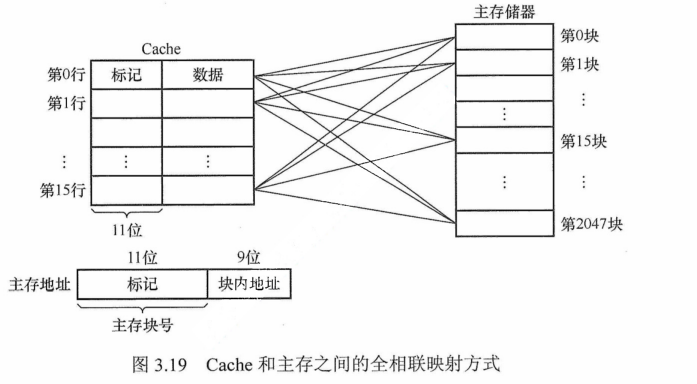 主存储器
Cache
第0块
第0行 标记 数据
第1块
第1行
⋮
⋮
第15块
⋮ ⋮ ⋮
⋮ ⋮
第15行
第2047块
11位
11位 9位
主存地址 标记 块内地址
主存块号
图 3.19 Cache 和主存之间的全相联映射方式